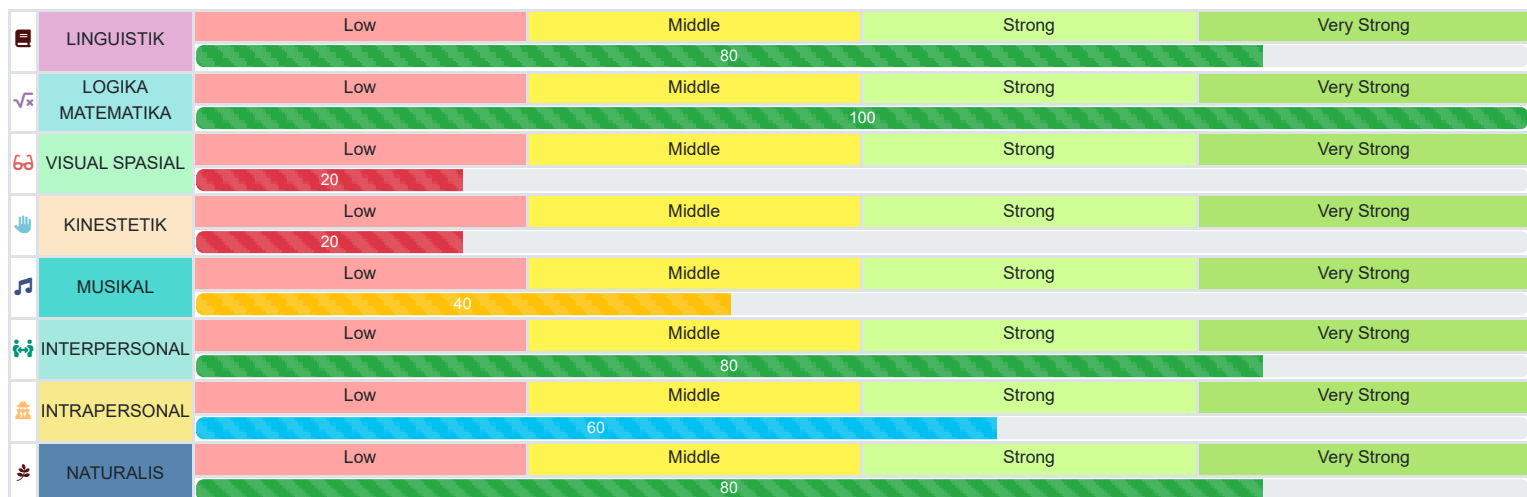 Low Middle Strong Very Strong
LINGUISTIK
80
Low Middle Strong Very Strong
LOGIKA
MATEMATIKA
100
Low Middle Strong Very Strong
VISUAL SPASIAL
20
Low Middle Strong Very Strong
KINESTETIK
20
Low Middle Strong Very Strong
MUSIKAL
40
Low Middle Strong Very Strong
INTERPERSONAL
80
Low Middle Strong Very Strong
INTRAPERSONAL
60
Low Middle Strong Very Strong
NATURALIS
80